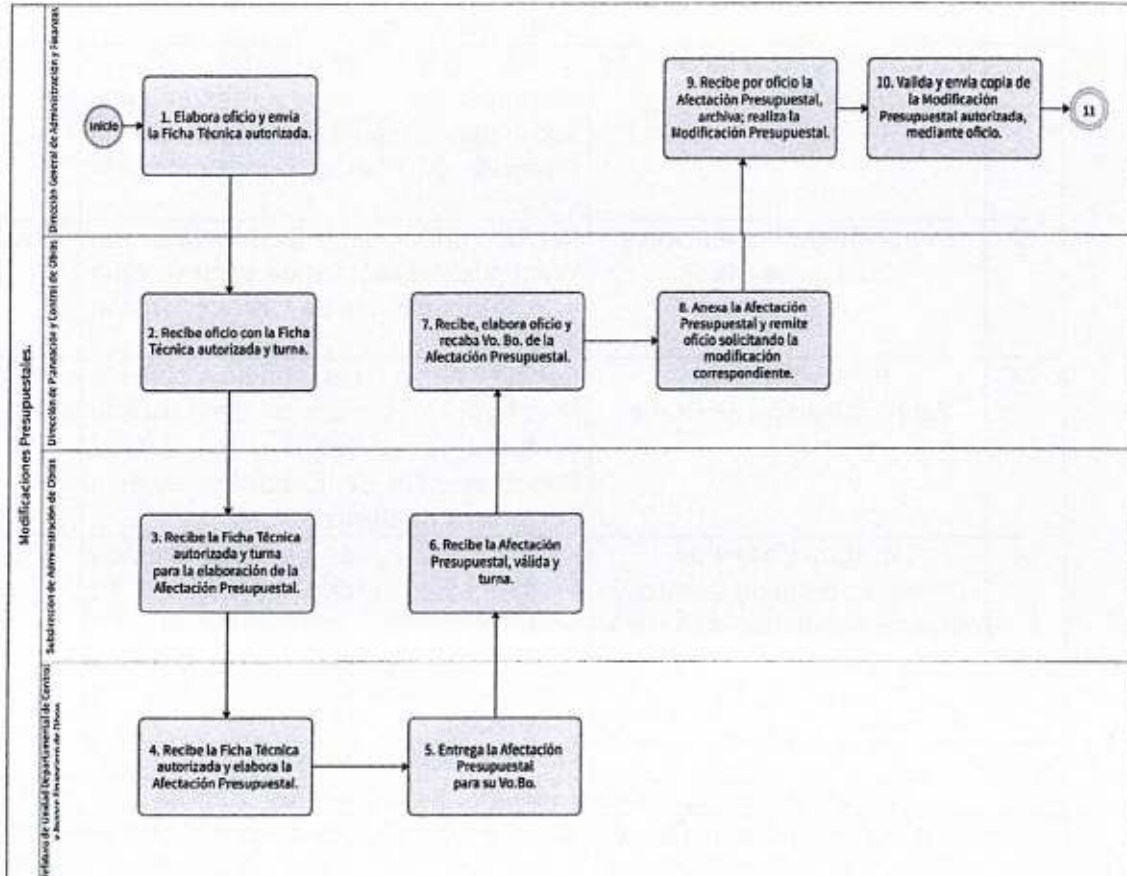 Modificaciones Presupuestales.
Dirección General de Administración y Finanzas
Inicio
1. Elabora oficio y envía
la Ficha Técnica autorizada.
9. Recibe por oficio la
Afectación Presupuestal,
archiva; realiza la
Modificación Presupuestal.
10. Valida y envía copia de
la Modificación
Presupuestal autorizada,
mediante oficio.
11
Dirección de Planeación y Control de Obras.
2. Recibe oficio con la Ficha
Técnica autorizada y turna.
7. Recibe, elabora oficio y
recaba Vo. Bo. de la
Afectación Presupuestal.
8. Anexa la Afectación
Presupuestal y remite
oficio solicitando la
modificación
correspondiente.
Subdirección de Administración de Obras.
3. Recibe la Ficha Técnica
autorizada y turna
para la elaboración de la
Afectación Presupuestal.
6. Recibe la Afectación
Presupuestal, válida y
turna.
de Unidad Departamental de Control
4. Recibe la Ficha Técnica
autorizada y elabora la
Afectación Presupuestal.
5. Entrega la Afectación
Presupuestal
para su Vo.Bo.